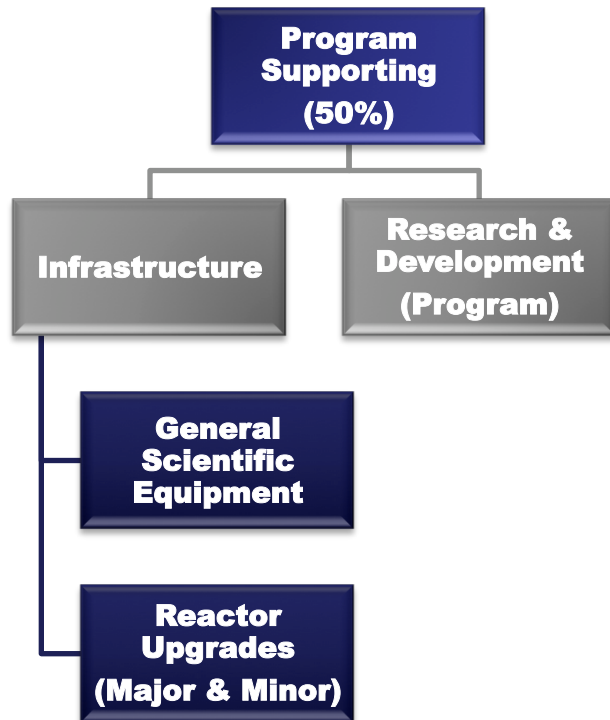 Program
Supporting
(50%)
Infrastructure
Research &
Development
(Program)
General
Scientific
Equipment
Reactor
Upgrades
(Major & Minor)